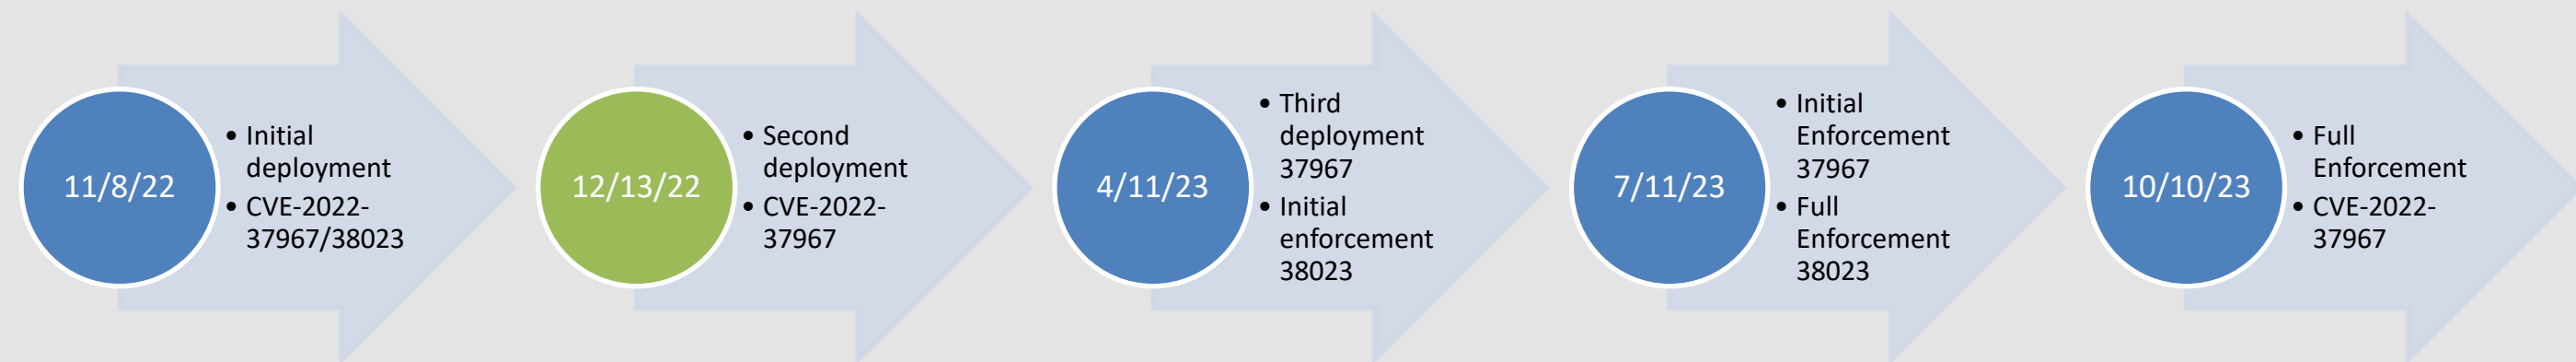 11/8/22
• Initial
deployment
• CVE-2022-
37967/38023
12/13/22
• Second
deployment
• CVE-2022-
37967
4/11/23
• Third
deployment
37967
• Initial
enforcement
38023
7/11/23
• Initial
Enforcement
37967
• Full
Enforcement
38023
10/10/23
• Full
Enforcement
• CVE-2022-
37967